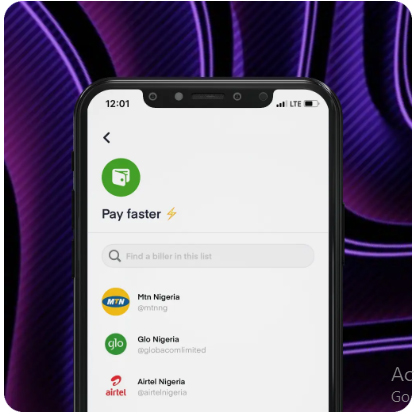 12:01
LTE
Pay faster ⚡
Find a biller in this list
MTN
Mtn Nigeria
@mtnng
glo
Glo Nigeria
@globacomlimited
airtel
Airtel Nigeria
@airtelnigeria
Ac
Go